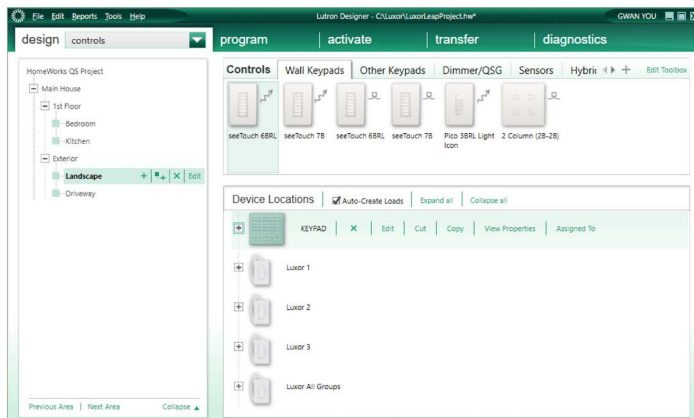 File Edit Reports Tools Help
Lutron Designer - C:\Luxor\LuxorLeapProject.hw*
GWAN YOU
design controls program activate transfer diagnostics
HomeWorks QS Project
Main House
1st Floor
Bedroom
Kitchen
Exterior
Landscape + Edit
Driveway
Previous Area | Next Area Collapse
Controls Wall Keypads Other Keypads Dimmer/QSG Sensors Hybric + Edit Toolbox
seeTouch 6BRL seeTouch 7B seeTouch 6BRL seeTouch 7B Pico 3BRL Light Icon 2 Column (2B-2B)
Device Locations Auto-Create Loads Expand all Collapse all
KEYPAD × Edit Cut Copy View Properties Assigned To
Luxor 1
Luxor 2
Luxor 3
Luxor All Groups